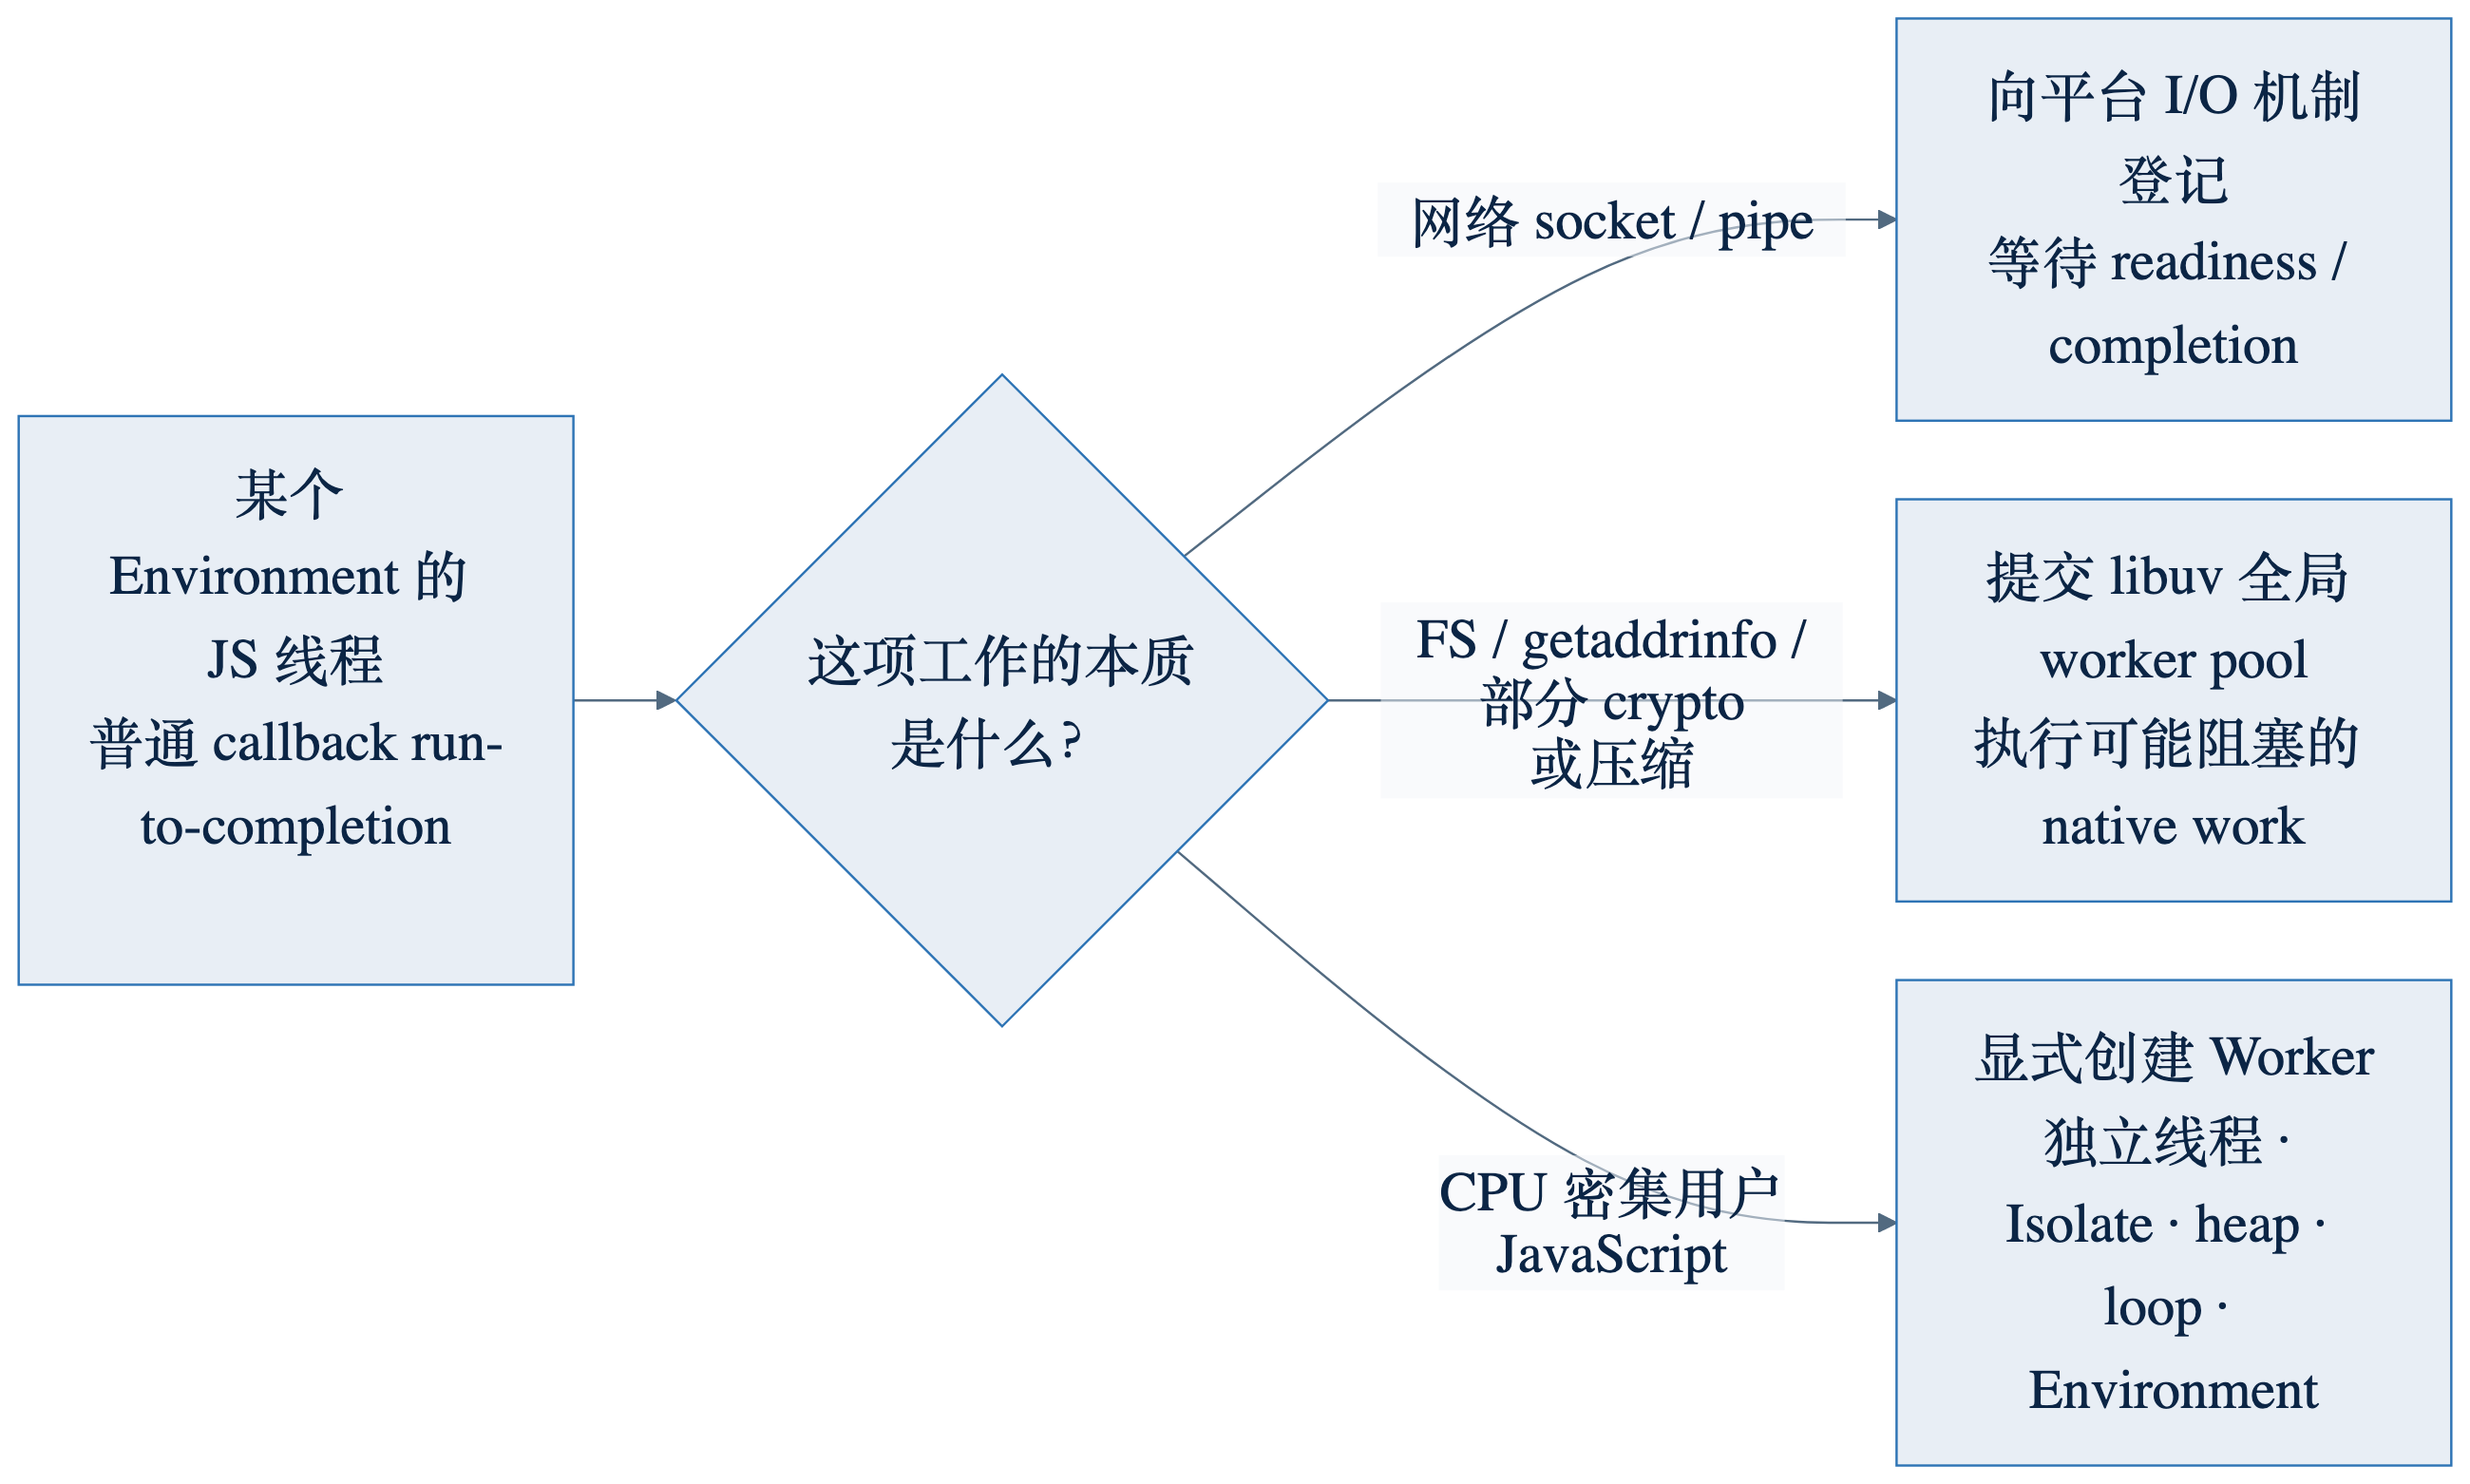 某个
Environment 的
JS 线程
普通 callback run-
to-completion
这项工作的本质
是什么？
网络 socket / pipe
FS / getaddrinfo /
部分 crypto
或压缩
CPU 密集用户
JavaScript
向平台 I/O 机制
登记
等待 readiness /
completion
提交 libuv 全局
worker pool
执行可能阻塞的
native work
显式创建 Worker
独立线程 ·
Isolate · heap ·
loop ·
Environment